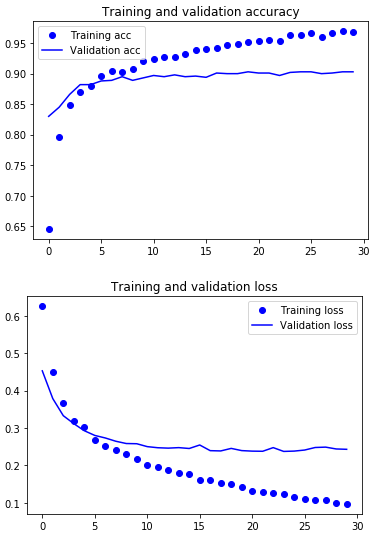 Training and validation accuracy
Training acc
Validation acc
0.95
0.90
0.85
0.80
0.75
0.70
0.65
0 5 10 15 20 25 30
Training and validation loss
Training loss
Validation loss
0.6
0.5
0.4
0.3
0.2
0.1
0 5 10 15 20 25 30